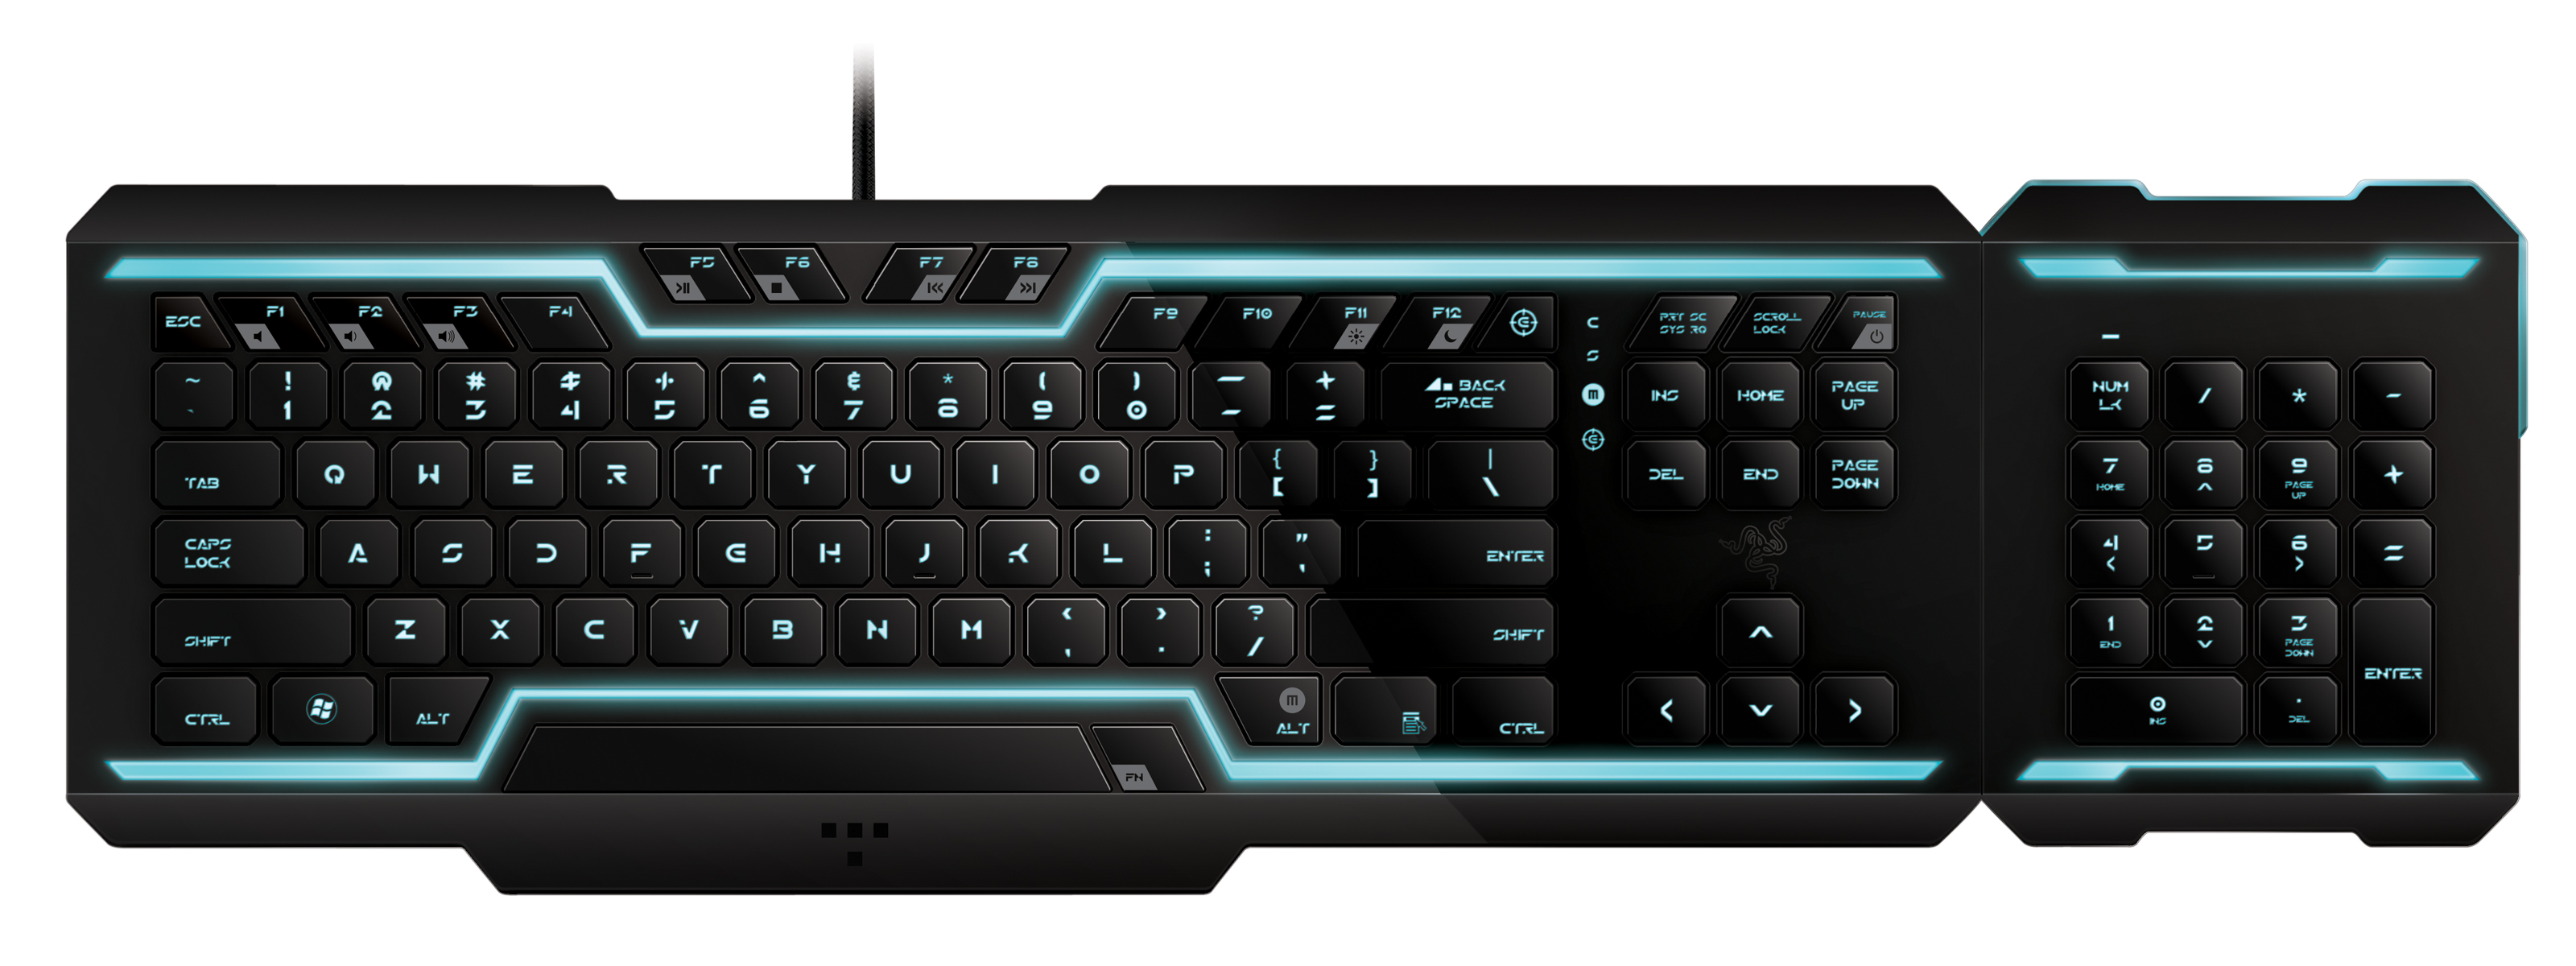 F5 F6 F7 F8
ESC F1 F2 F3 F4 F9 F10 F11 F12 C PRT SC SCROLL PAUSE
SYS RQ LOCK
S
~ ! @ # $ % ^ & * ( ) — + BACK m INS HOME PAGE NUM / * -
` 1 2 3 4 5 6 7 8 9 0 - = SPACE UP LK
TAB Q W E R T Y U I O P { } | DEL END PAGE 7 8 9 +
[ ] \ DOWN HOME ^ PAGE
UP
CAPS A S D F G H J K L : " ENTER 4 5 6 =
LOCK ; ' < >
SHIFT Z X C V B N M < > ? SHIFT ^ 1 2 3
, . / END v PAGE
DOWN
ENTER
CTRL ALT m < v > 0 .
ALT CTRL INS DEL
FN